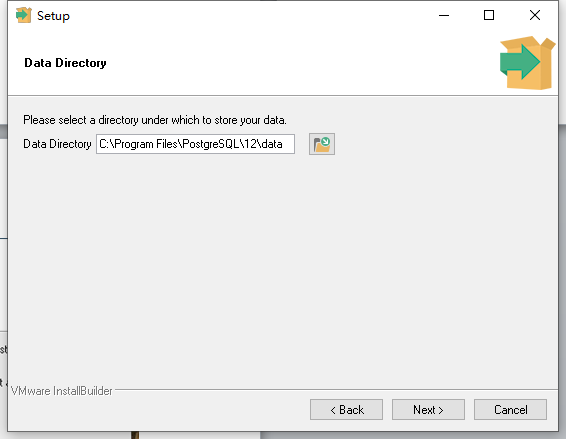 Setup
Data Directory
Please select a directory under which to store your data.
Data Directory C:\Program Files\PostgreSQL\12\data
VMware InstallBuilder
< Back Next > Cancel